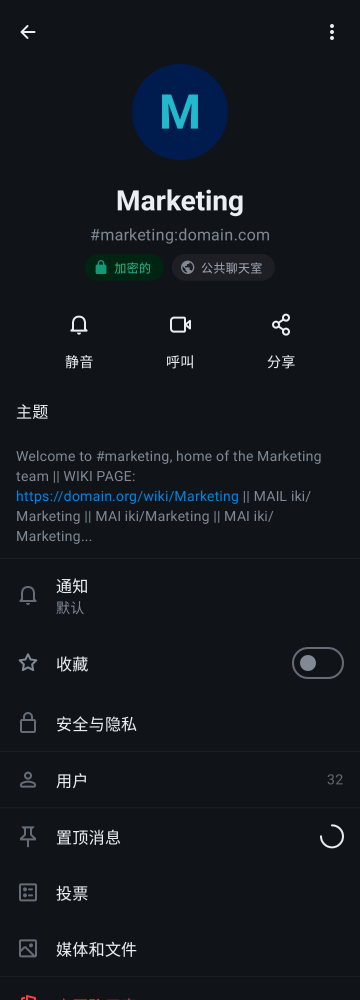 M
Marketing
#marketing:domain.com
加密的
公共聊天室
静音
呼叫
分享
主题
Welcome to #marketing, home of the Marketing
team || WIKI PAGE:
https://domain.org/wiki/Marketing || MAIL iki/
Marketing || MAI iki/Marketing || MAI iki/
Marketing...
通知
默认
收藏
安全与隐私
用户
32
置顶消息
投票
媒体和文件